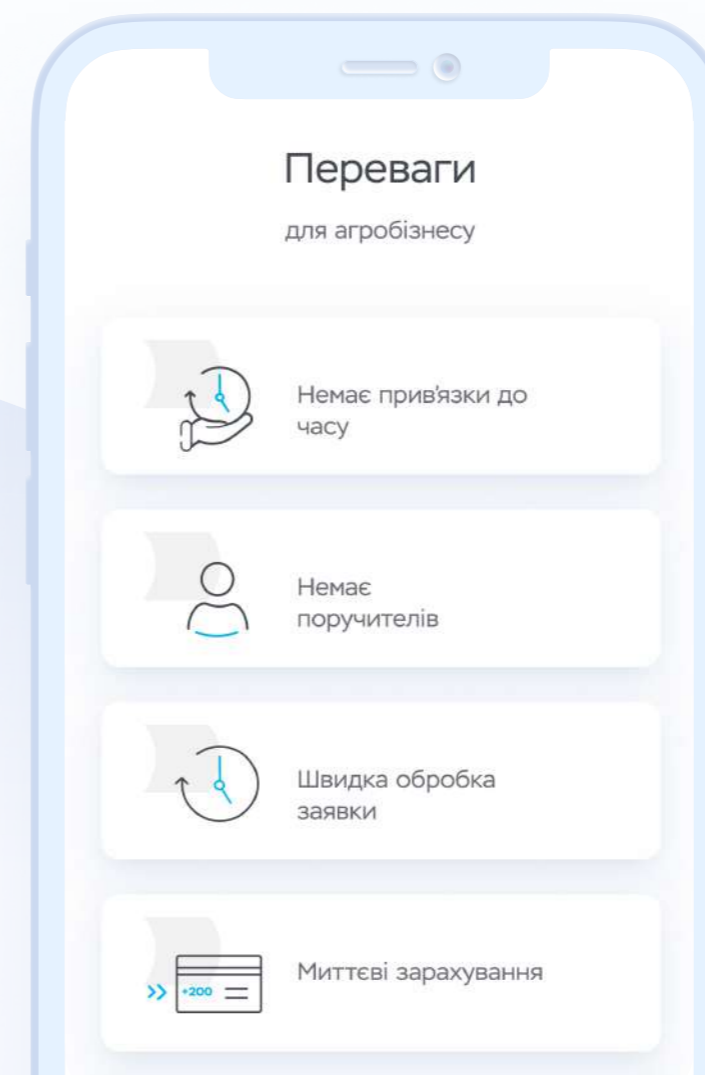 Переваги
для агробізнесу
Немає прив'язки до
часу
Немає
поручителів
Швидка обробка
заявки
Миттєві зарахування
+200